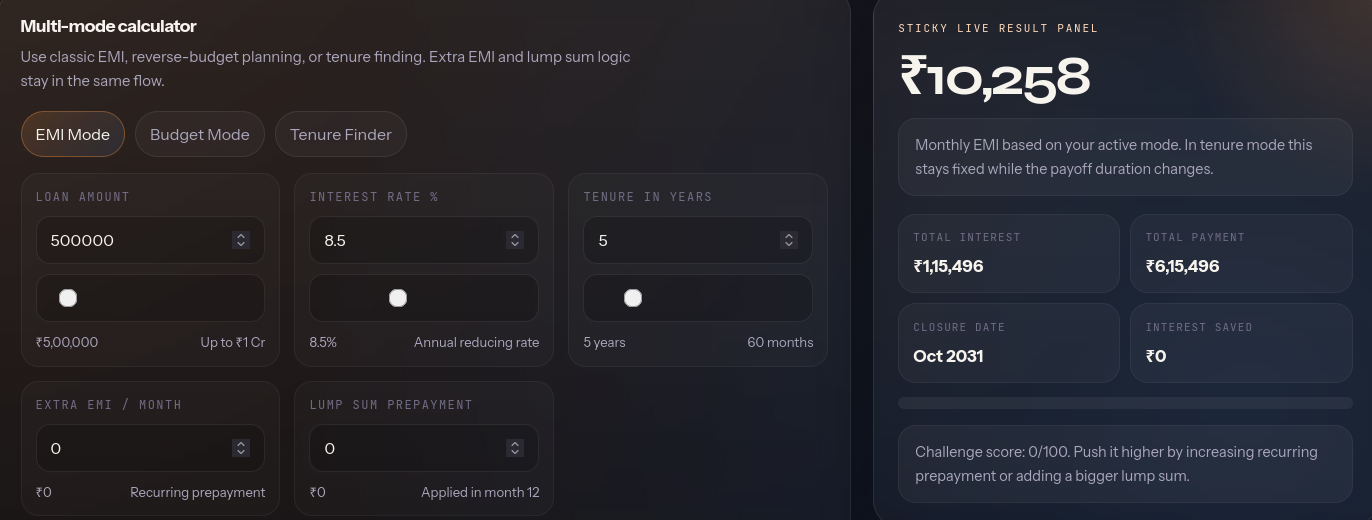 Multi-mode calculator
Use classic EMI, reverse-budget planning, or tenure finding. Extra EMI and lump sum logic
stay in the same flow.
EMI Mode
Budget Mode
Tenure Finder
LOAN AMOUNT
500000
₹5,00,000
Up to ₹1 Cr
INTEREST RATE %
8.5
8.5%
Annual reducing rate
TENURE IN YEARS
5
5 years
60 months
EXTRA EMI / MONTH
0
₹0
Recurring prepayment
LUMP SUM PREPAYMENT
0
₹0
Applied in month 12
STICKY LIVE RESULT PANEL
₹10,258
Monthly EMI based on your active mode. In tenure mode this
stays fixed while the payoff duration changes.
TOTAL INTEREST
₹1,15,496
TOTAL PAYMENT
₹6,15,496
CLOSURE DATE
Oct 2031
INTEREST SAVED
₹0
Challenge score: 0/100. Push it higher by increasing recurring
prepayment or adding a bigger lump sum.